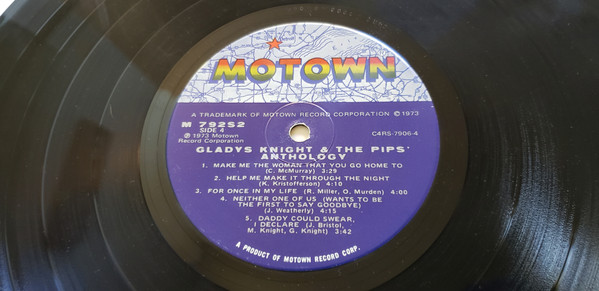 MOTOWN
A TRADEMARK OF MOTOWN RECORD CORPORATION ©1973
M 792S2
SIDE 4
℗ 1973 Motown
Record Corporation
C4RS-7906-4
GLADYS KNIGHT & THE PIPS'
ANTHOLOGY
1. MAKE ME THE WOMAN THAT YOU GO HOME TO
(C. McMURRAY) 3:29
2. HELP ME MAKE IT THROUGH THE NIGHT
(K. Kristofferson) 4:10
3. FOR ONCE IN MY LIFE (R. Miller, O. Murden) 4:00
4. NEITHER ONE OF US (WANTS TO BE
THE FIRST TO SAY GOODBYE)
(J. Weatherly) 4:15
5. DADDY COULD SWEAR,
I DECLARE (J. Bristol,
M. Knight, G. Knight) 3:42
A PRODUCT OF MOTOWN RECORD CORP.